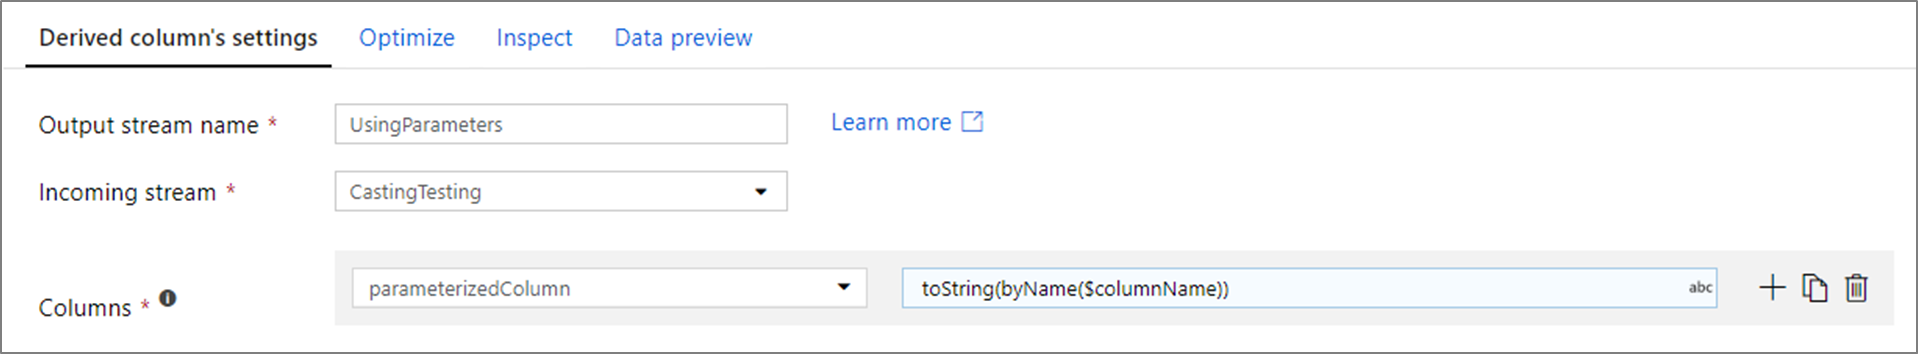 Derived column's settings Optimize Inspect Data preview
Output stream name * UsingParameters Learn more
Incoming stream * CastingTesting
Columns * parameterizedColumn toString(byName($columnName)) abc